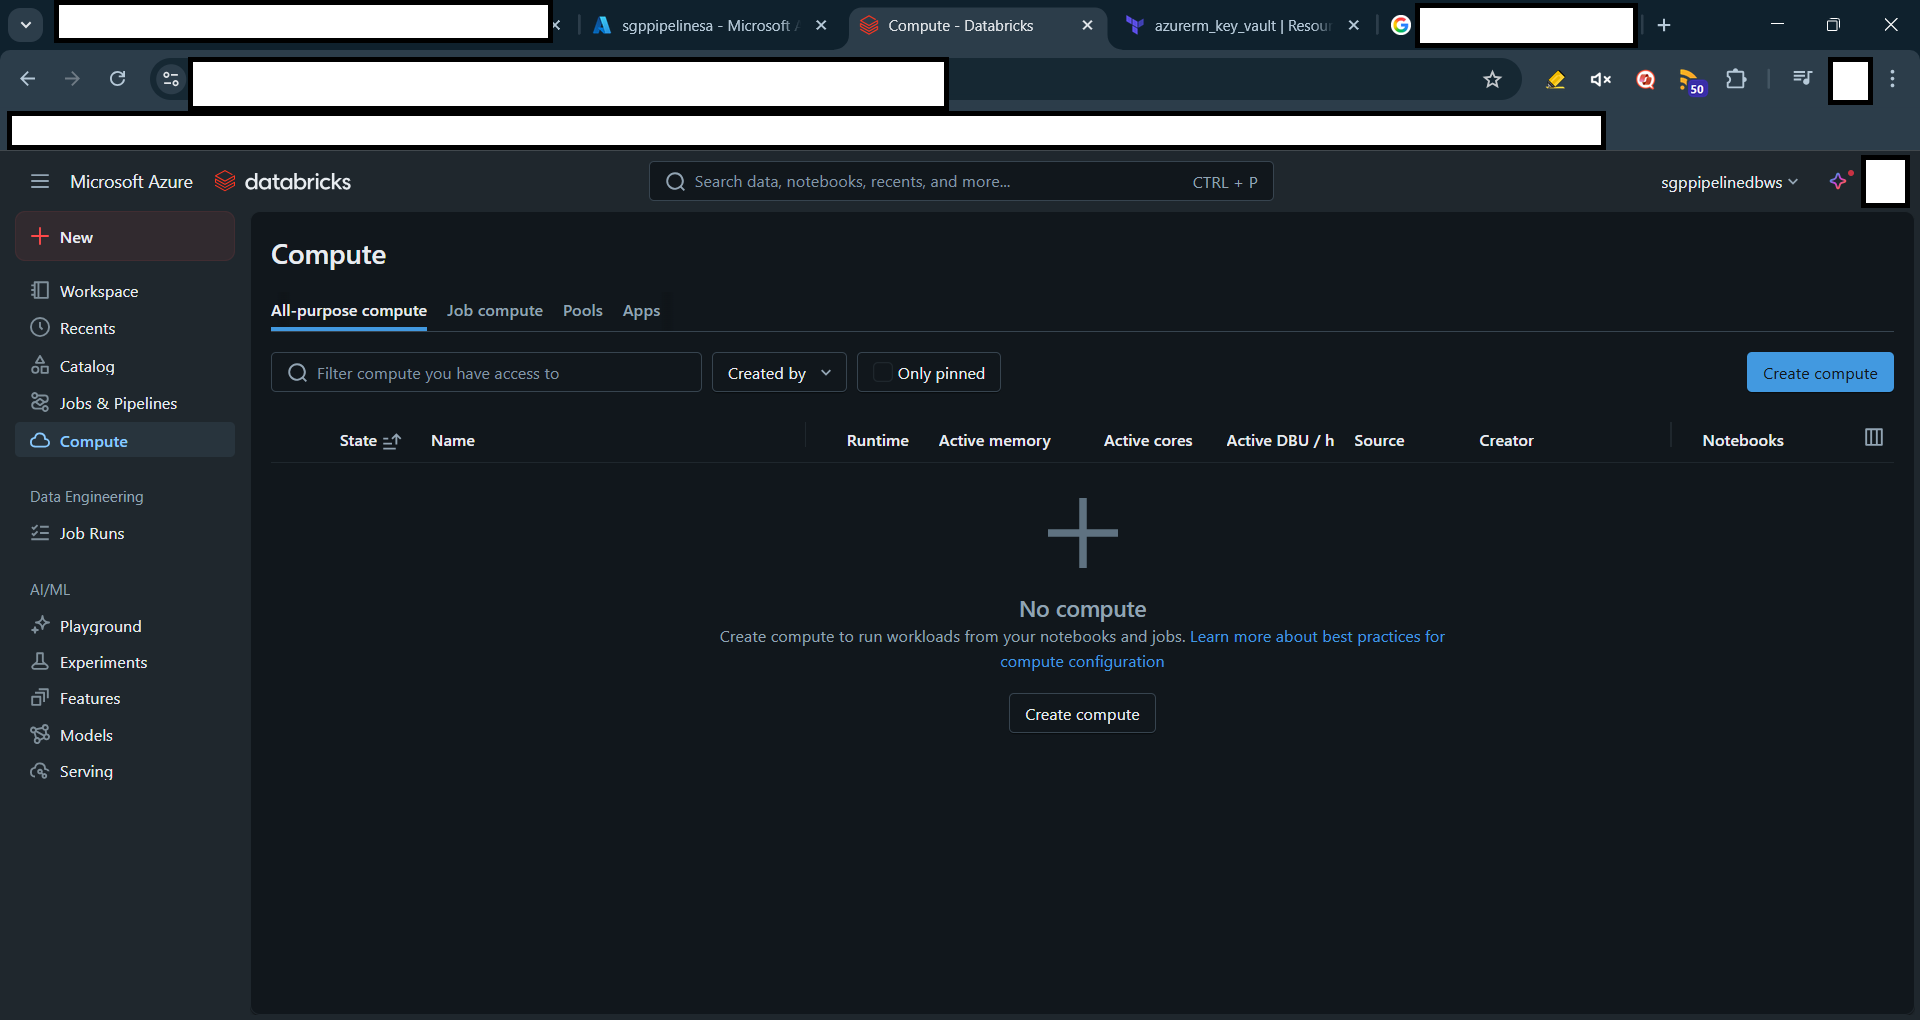 sgppipelinesa - Microsoft
Compute - Databricks
azurerm_key_vault | Resou
50
Microsoft Azure
databricks
Search data, notebooks, recents, and more...
CTRL + P
sgppipelinedbws
New
Workspace
Recents
Catalog
Jobs & Pipelines
Compute
Data Engineering
Job Runs
AI/ML
Playground
Experiments
Features
Models
Serving
Compute
All-purpose compute
Job compute
Pools
Apps
Filter compute you have access to
Created by
Only pinned
Create compute
State
Name
Runtime
Active memory
Active cores
Active DBU / h
Source
Creator
Notebooks
No compute
Create compute to run workloads from your notebooks and jobs. Learn more about best practices for
compute configuration
Create compute